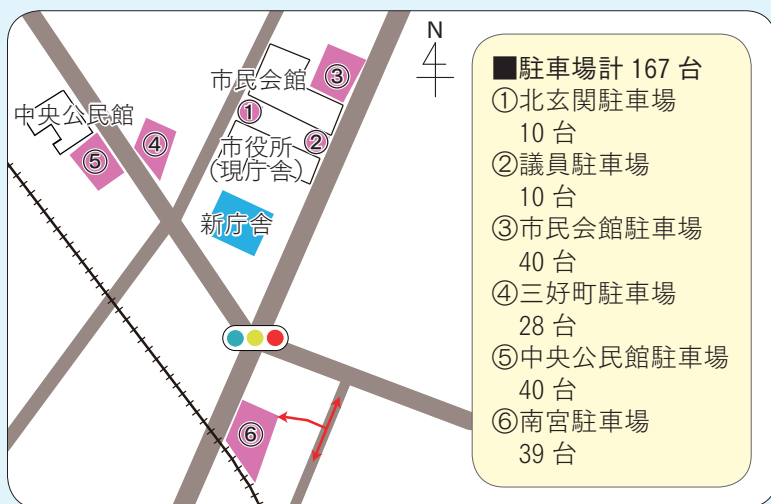 N
市民会館
③
①
②
中央公民館
④
⑤
市役所
(現庁舎)
新庁舎
⑥
■駐車場計 167 台
①北玄関駐車場
10 台
②議員駐車場
10 台
③市民会館駐車場
40 台
④三好町駐車場
28 台
⑤中央公民館駐車場
40 台
⑥南宮駐車場
39 台